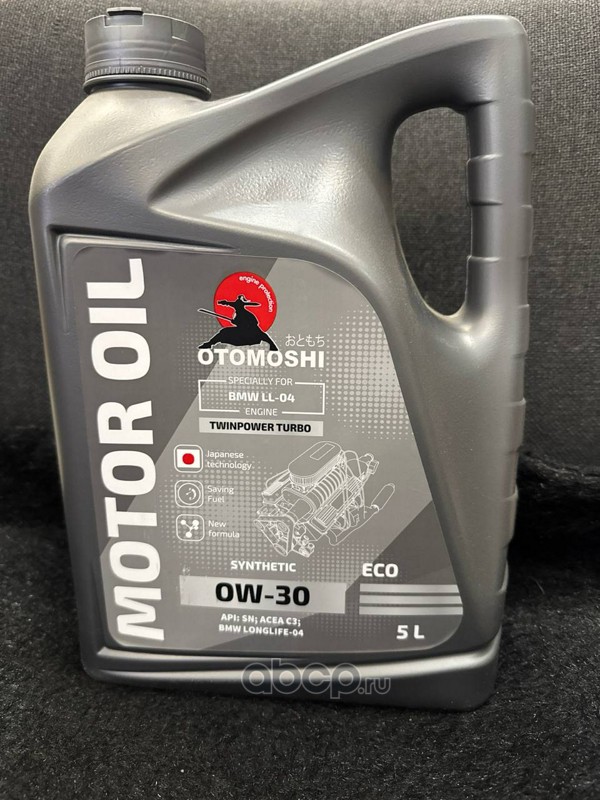 MOTOR OIL
engine protection
おともち
OTOMOSHI
SPECIALLY FOR
BMW LL-04
ENGINE
TWINPOWER TURBO
Japanese
technology
Saving
Fuel
New
formula
SYNTHETIC
ECO
0W-30
API: SN; ACEA C3;
BMW LONGLIFE-04
5 L
abcp.ru